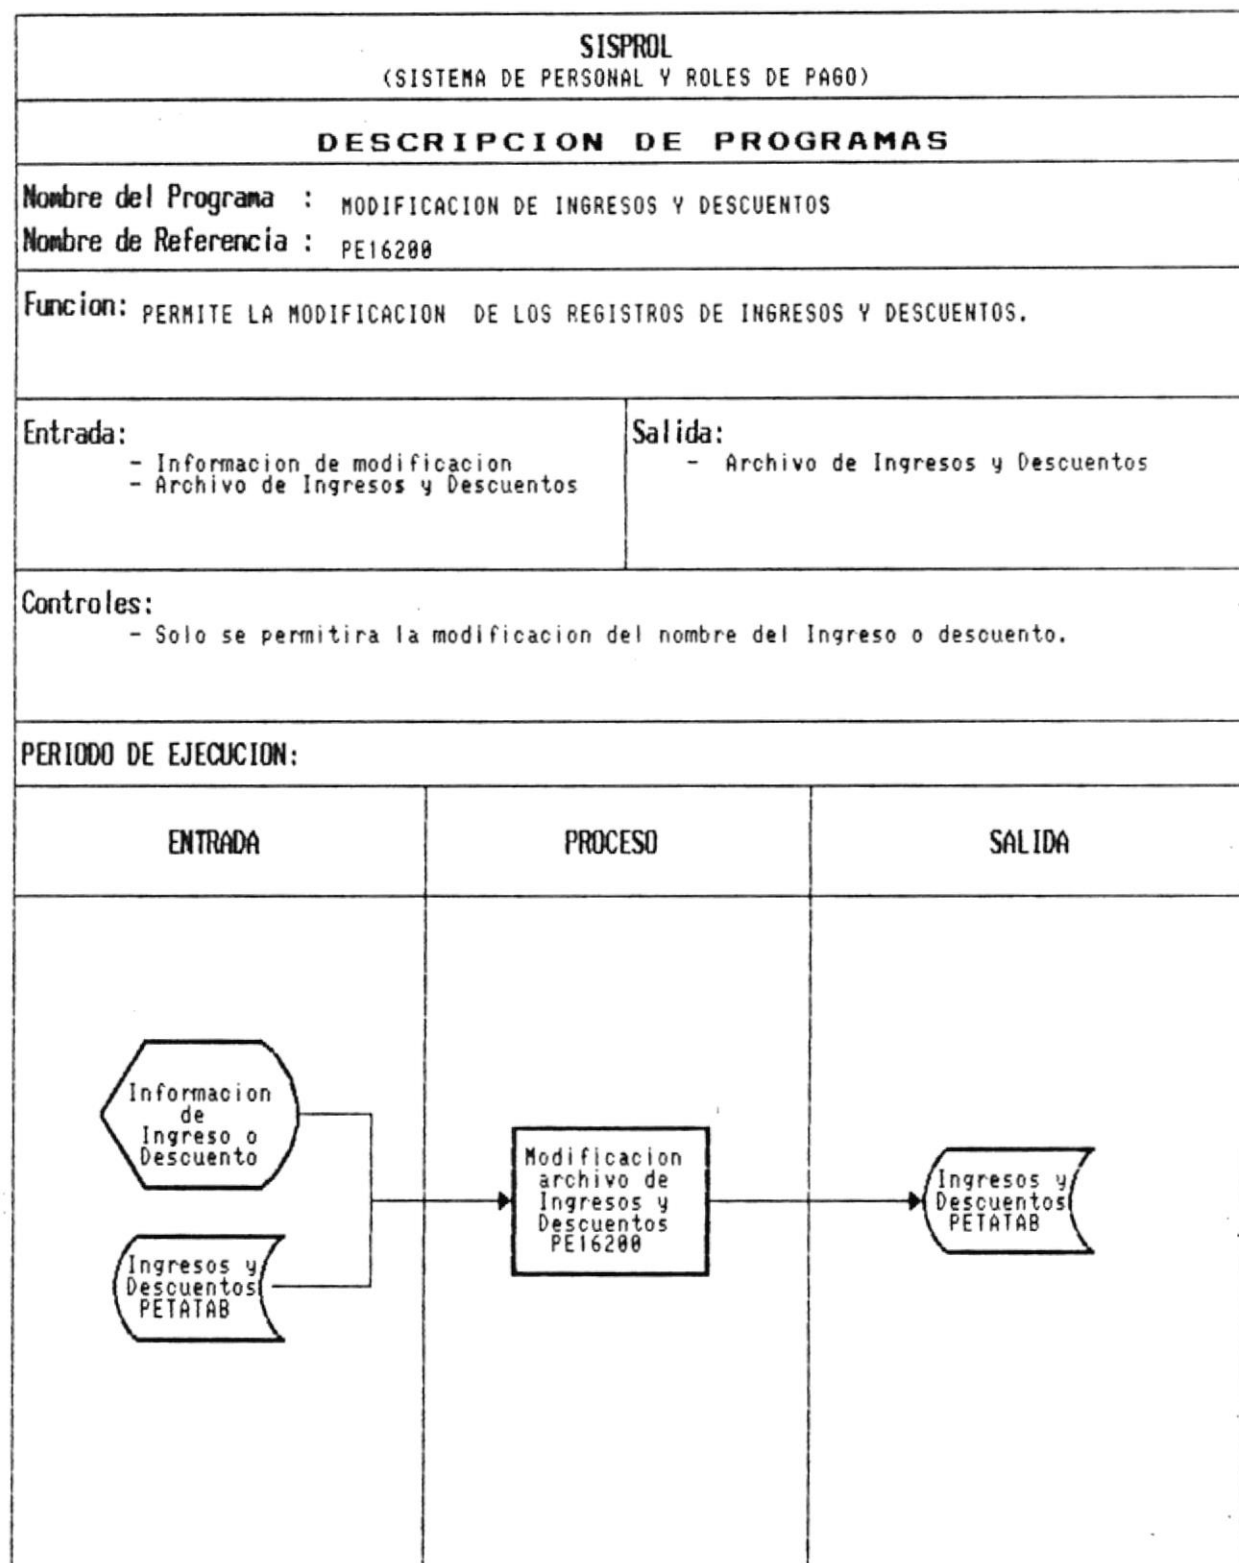 SISPROL
(SISTEMA DE PERSONAL Y ROLES DE PAGO)
DESCRIPCION DE PROGRAMAS
Nombre del Programa : MODIFICACION DE INGRESOS Y DESCUENTOS
Nombre de Referencia : PE16200
Funcion: PERMITE LA MODIFICACION DE LOS REGISTROS DE INGRESOS Y DESCUENTOS.
Entrada:
- Informacion de modificacion
- Archivo de Ingresos y Descuentos
Salida:
- Archivo de Ingresos y Descuentos
Controles:
- Solo se permitira la modificacion del nombre del Ingreso o descuento.
PERIODO DE EJECUCION:
ENTRADA
PROCESO
SALIDA
Informacion
de
Ingreso o
Descuento
Ingresos y
Descuentos
PETATAB
Modificacion
archivo de
Ingresos y
Descuentos
PE16200
Ingresos y
Descuentos
PETATAB